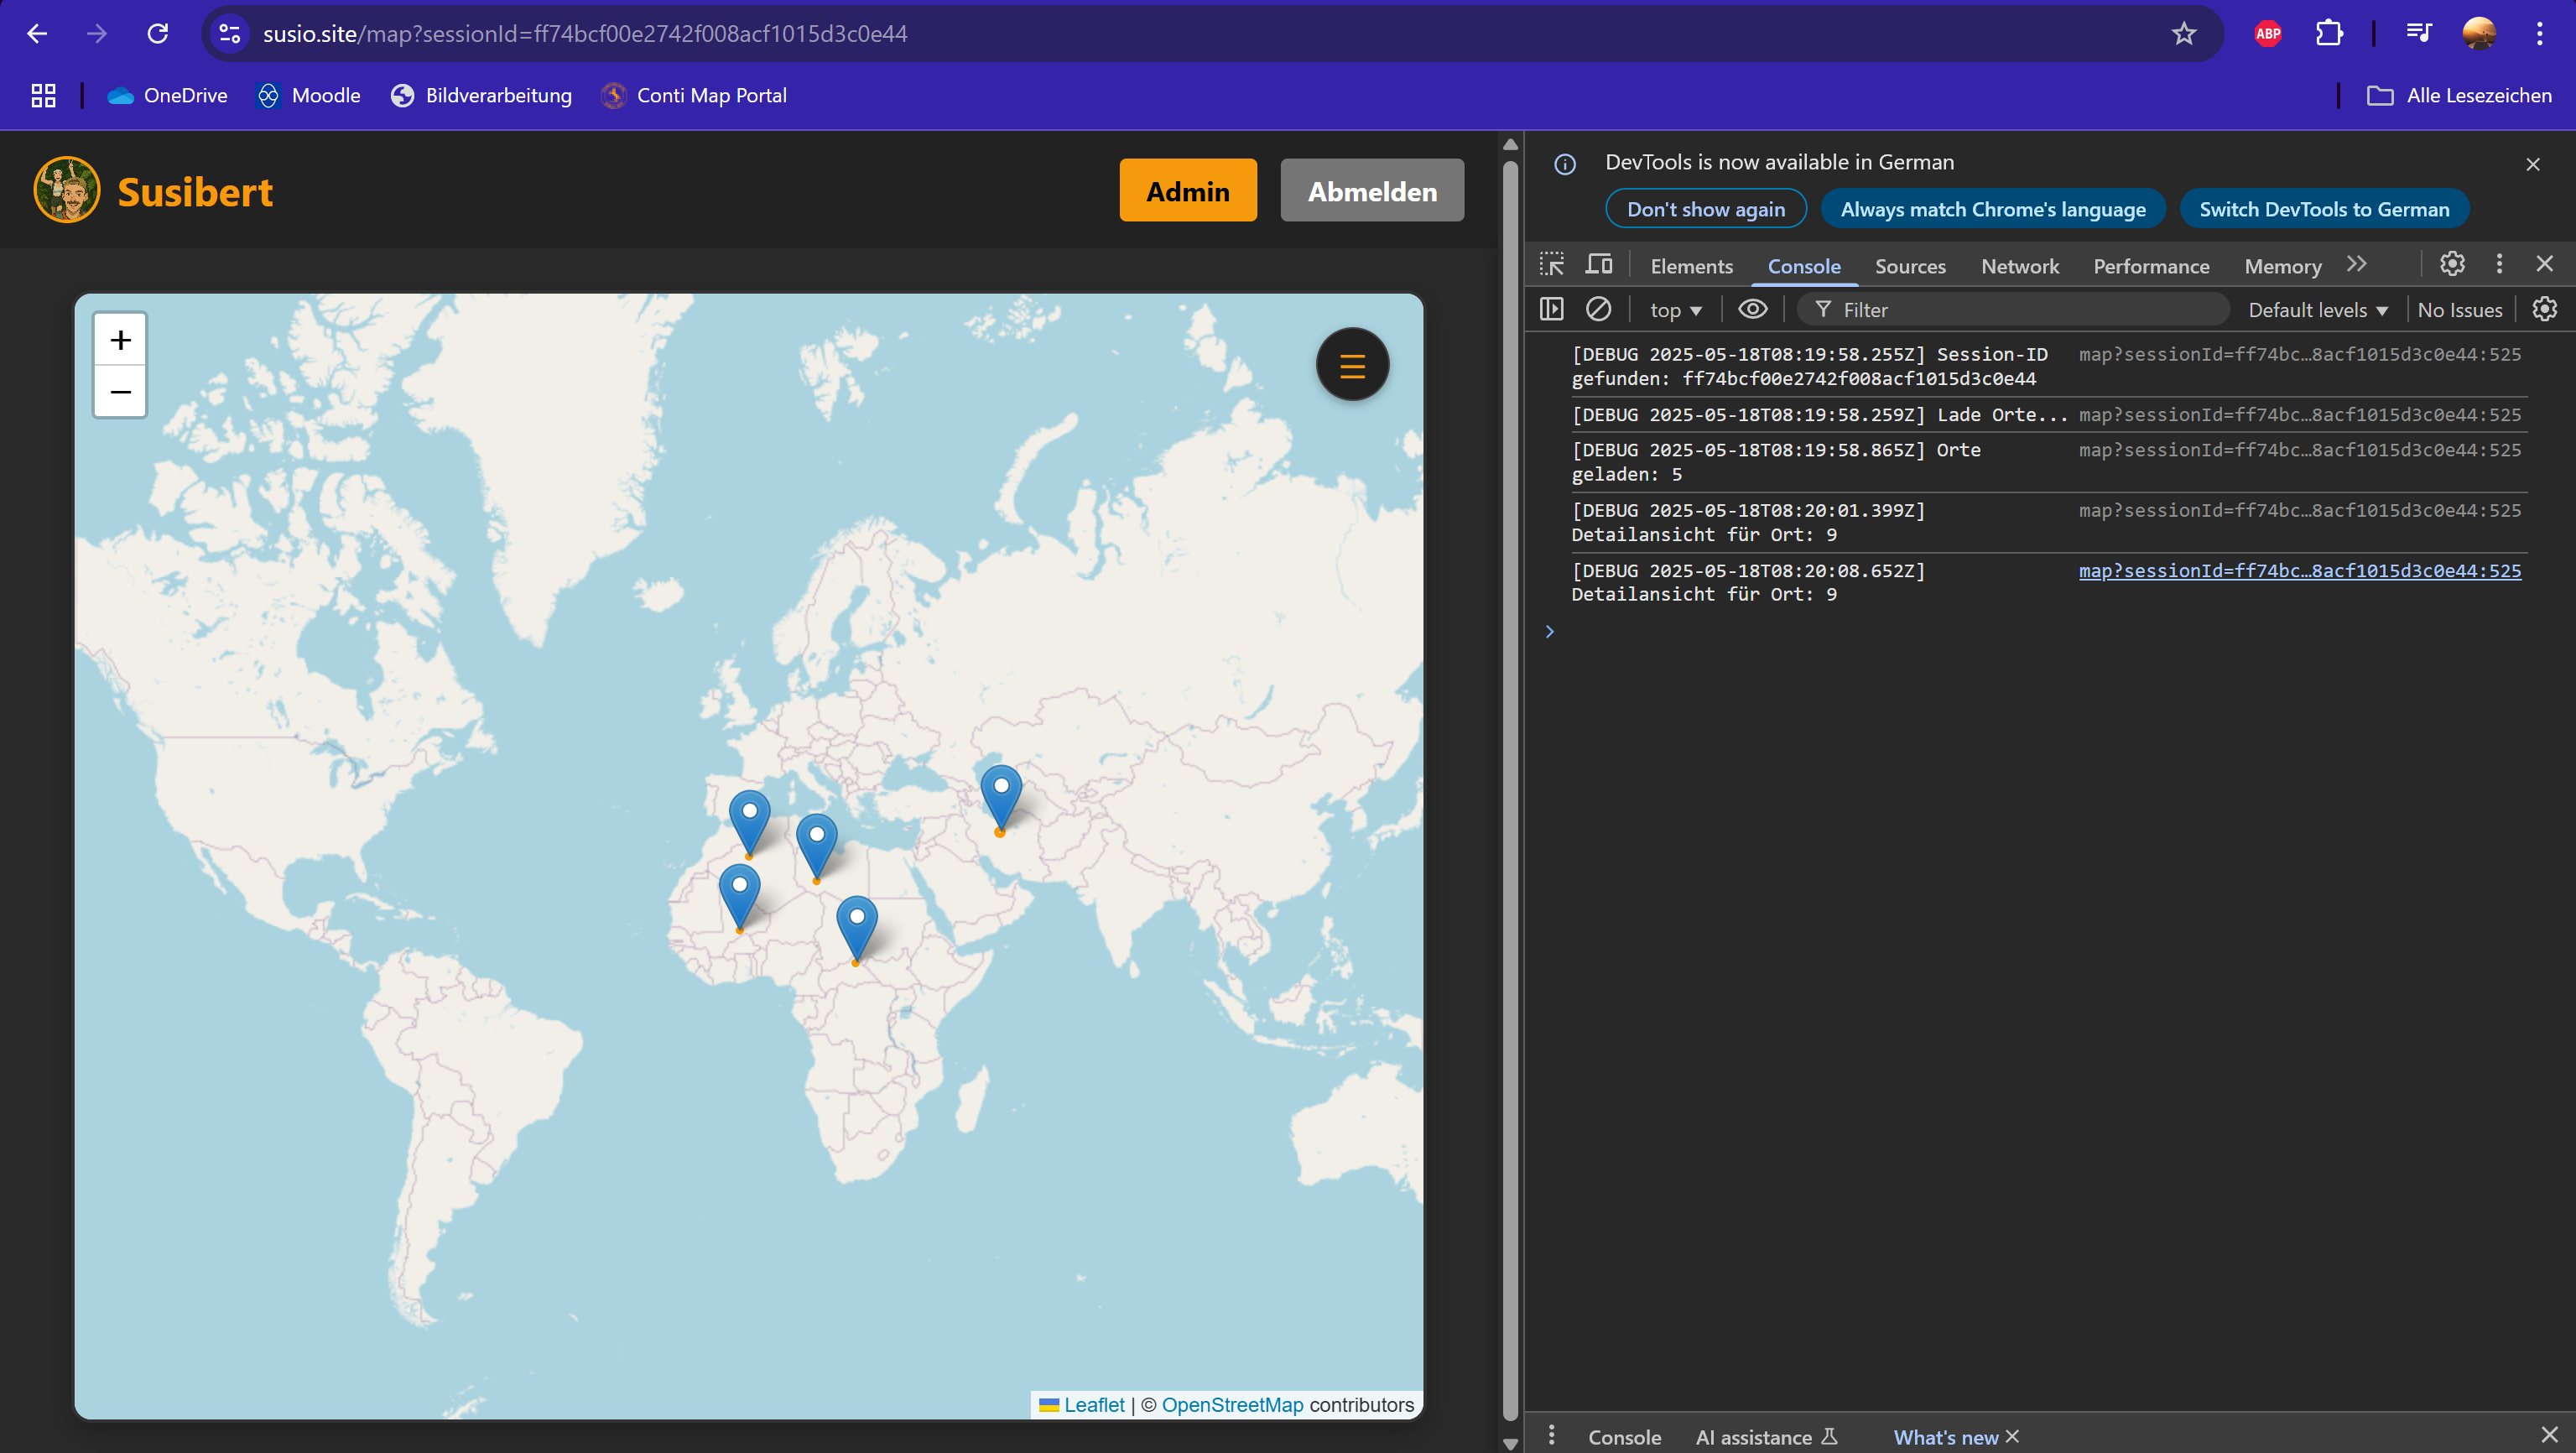 susio.site/map?sessionId=ff74bcf00e2742f008acf1015d3c0e44
ABP
OneDrive
Moodle
Bildverarbeitung
Conti Map Portal
Alle Lesezeichen
Susibert
Admin
Abmelden
+
−
Leaflet | © OpenStreetMap contributors
DevTools is now available in German
Don't show again
Always match Chrome's language
Switch DevTools to German
Elements
Console
Sources
Network
Performance
Memory
top
Filter
Default levels
No Issues
[DEBUG 2025-05-18T08:19:58.255Z] Session-ID map?sessionId=ff74bc…8acf1015d3c0e44:525
gefunden: ff74bcf00e2742f008acf1015d3c0e44
[DEBUG 2025-05-18T08:19:58.259Z] Lade Orte... map?sessionId=ff74bc…8acf1015d3c0e44:525
[DEBUG 2025-05-18T08:19:58.865Z] Orte map?sessionId=ff74bc…8acf1015d3c0e44:525
geladen: 5
[DEBUG 2025-05-18T08:20:01.399Z] map?sessionId=ff74bc…8acf1015d3c0e44:525
Detailansicht für Ort: 9
[DEBUG 2025-05-18T08:20:08.652Z] map?sessionId=ff74bc…8acf1015d3c0e44:525
Detailansicht für Ort: 9
Console
AI assistance
What's new